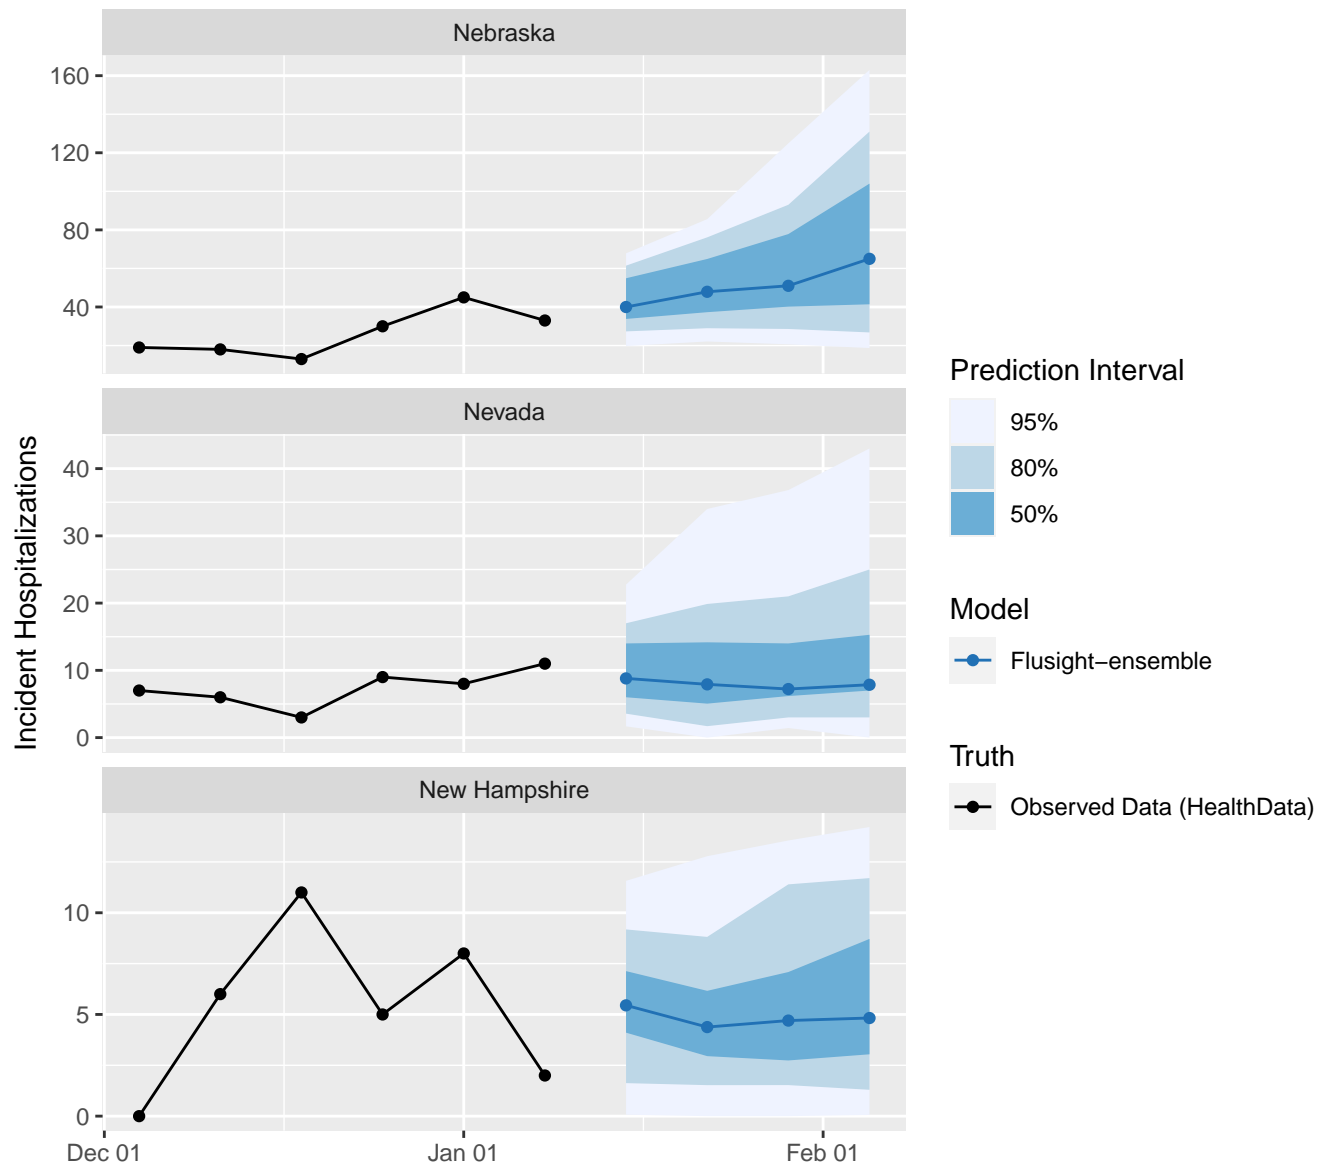 Nebraska
160
120
80
40
Nevada
40
30
20
10
0
New Hampshire
10
5
0
Dec 01
Jan 01
Feb 01
Incident Hospitalizations
Prediction Interval
95%
80%
50%
Model
Flusight−ensemble
Truth
Observed Data (HealthData)